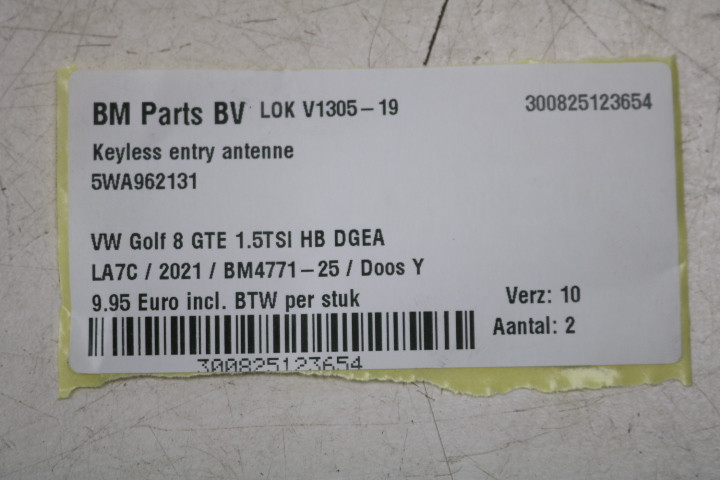 BM Parts BV LOK V1305-19 300825123654
Keyless entry antenne
5WA962131
VW Golf 8 GTE 1.5TSI HB DGEA
LA7C / 2021 / BM4771-25 / Doos Y
9.95 Euro incl. BTW per stuk Verz: 10
Aantal: 2
300825123654